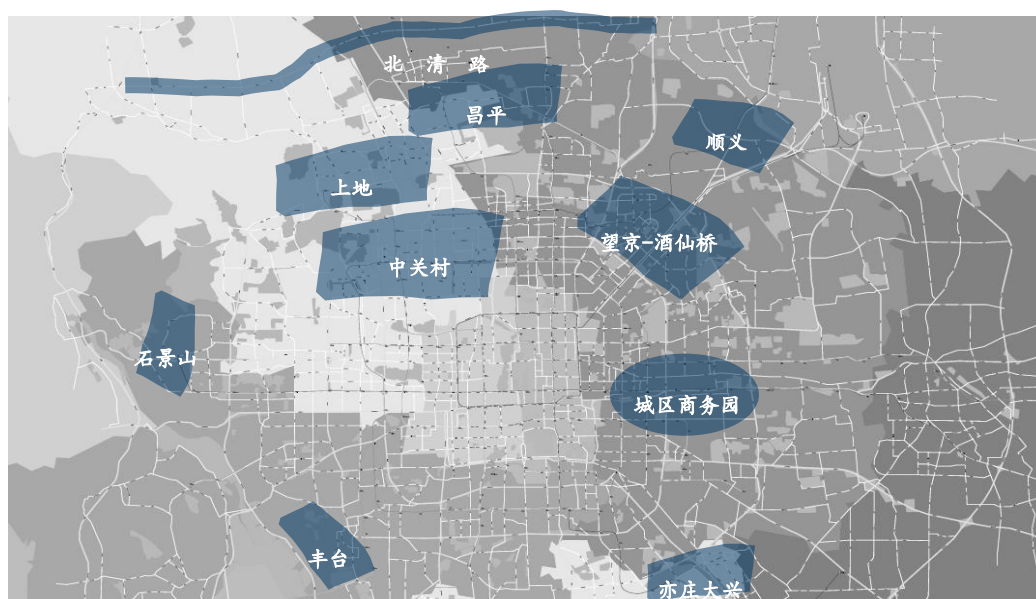 北清路
昌平
顺义
上地
望京-酒仙桥
中关村
石景山
城区商务园
丰台
亦庄大兴